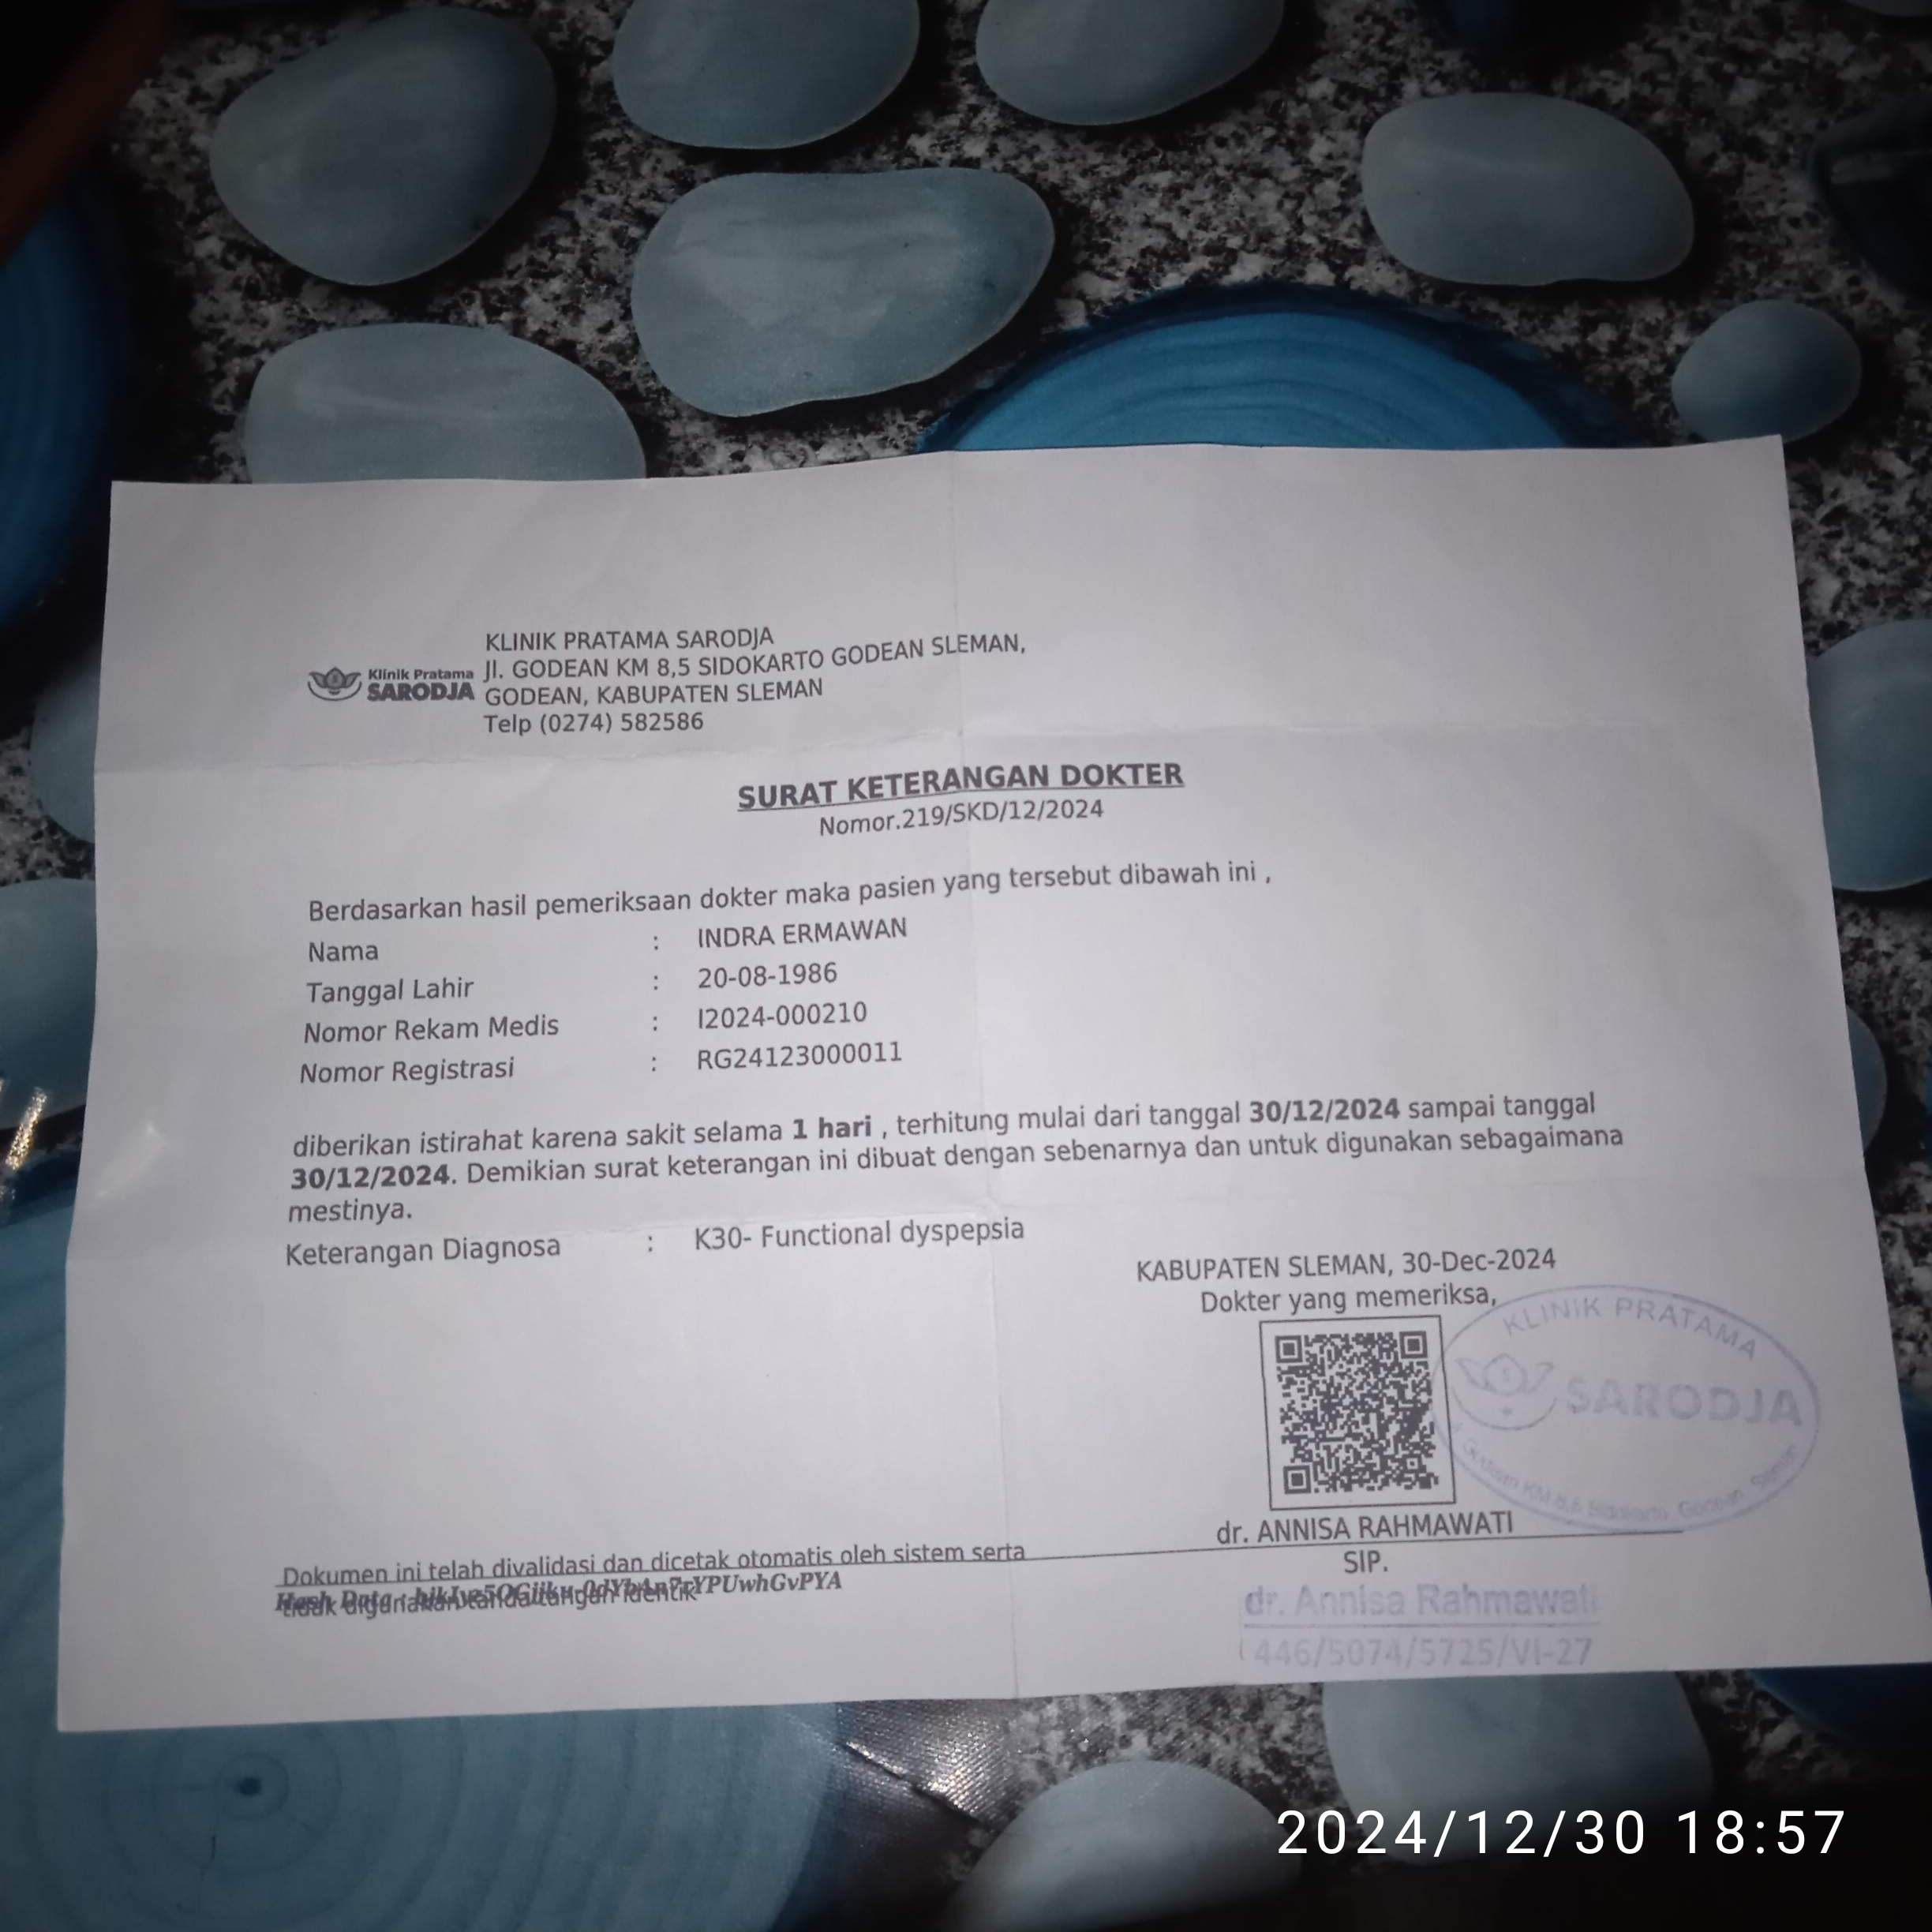 KLINIK PRATAMA SARODJA
Klinik Pratama
SARODJA
Jl. GODEAN KM 8,5 SIDOKARTO GODEAN SLEMAN,
GODEAN, KABUPATEN SLEMAN
Telp (0274) 582586
SURAT KETERANGAN DOKTER
Nomor.219/SKD/12/2024
Berdasarkan hasil pemeriksaan dokter maka pasien yang tersebut dibawah ini ,
Nama : INDRA ERMAWAN
Tanggal Lahir : 20-08-1986
Nomor Rekam Medis : I2024-000210
Nomor Registrasi : RG24123000011
diberikan istirahat karena sakit selama 1 hari , terhitung mulai dari tanggal 30/12/2024 sampai tanggal
30/12/2024. Demikian surat keterangan ini dibuat dengan sebenarnya dan untuk digunakan sebagaimana
mestinya.
Keterangan Diagnosa : K30- Functional dyspepsia
KABUPATEN SLEMAN, 30-Dec-2024
Dokter yang memeriksa,
KLINIK PRATAMA
SARODJA
Godean KM 8,5 Sidokarto, Godean, Sleman
dr. ANNISA RAHMAWATI
SIP.
dr. Annisa Rahmawati
446/5074/5725/VI-27
Dokumen ini telah divalidasi dan dicetak otomatis oleh sistem serta
tidak digunakan tanda tangan identik
Hash Data :
2024/12/30 18:57